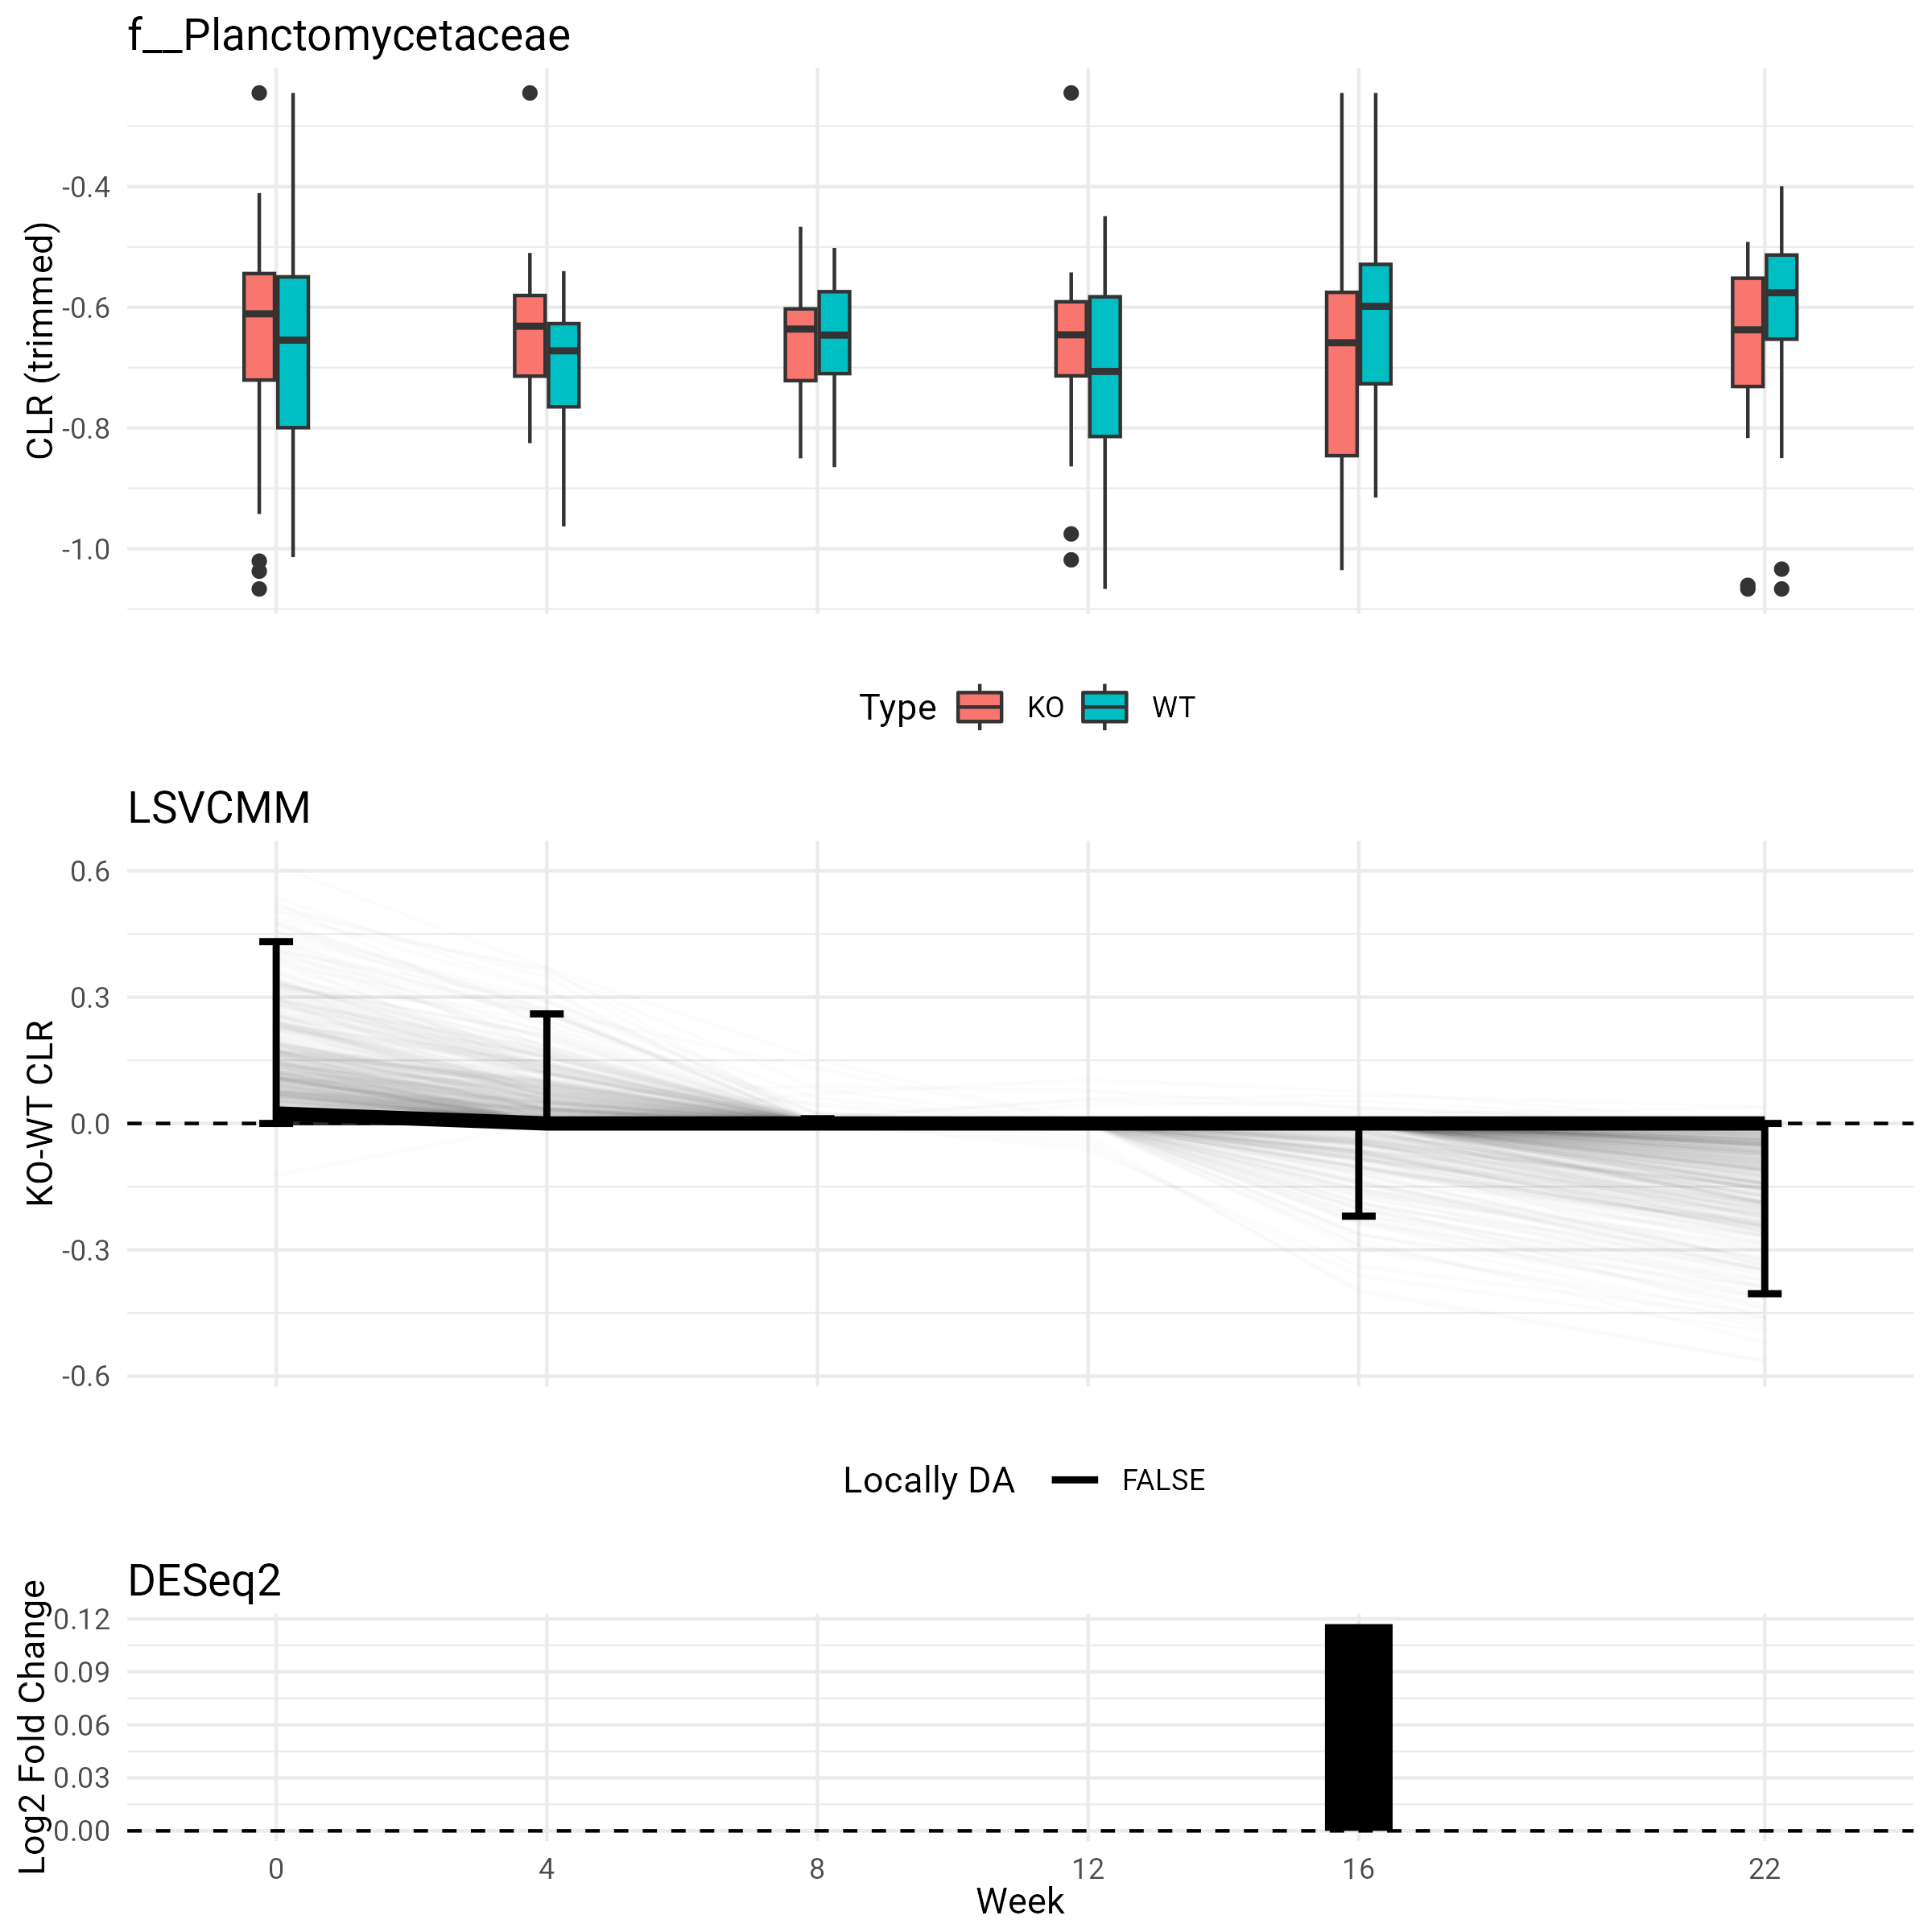 f__Planctomycetaceae
CLR (trimmed)
-0.4
-0.6
-0.8
-1.0
Type KO WT
LSVCMM
KO-WT CLR
0.6
0.3
0.0
-0.3
-0.6
Locally DA FALSE
DESeq2
Log2 Fold Change
0.12
0.09
0.06
0.03
0.00
0 4 8 12 16 22
Week